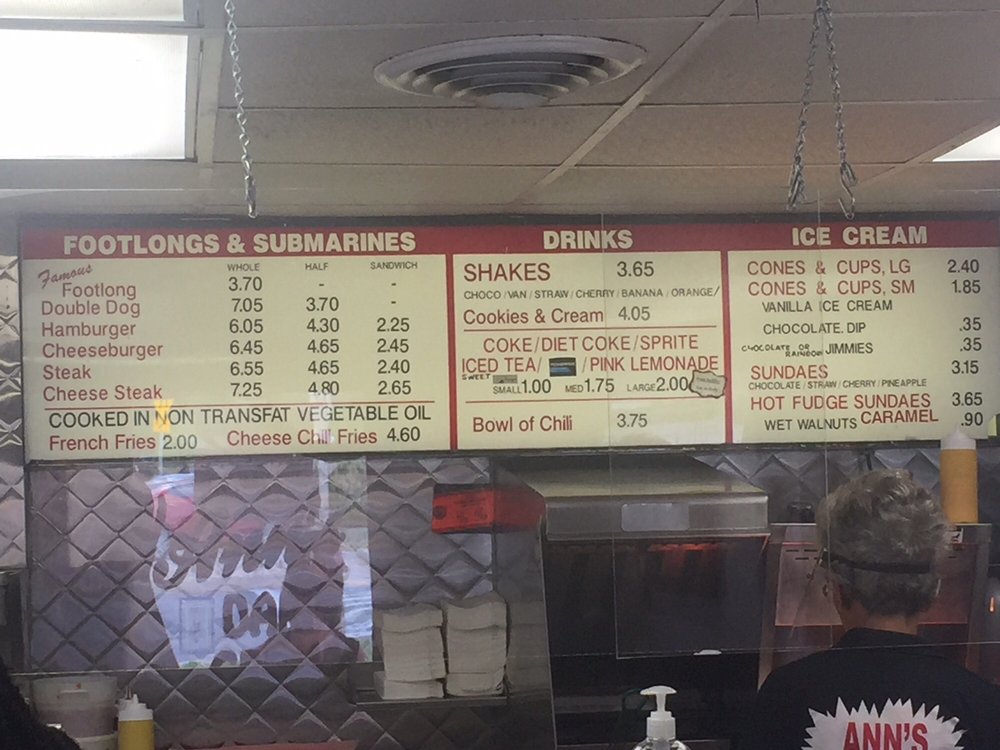 FOOTLONGS & SUBMARINES
WHOLE HALF SANDWICH
Famous
Footlong 3.70 - -
Double Dog 7.05 3.70 -
Hamburger 6.05 4.30 2.25
Cheeseburger 6.45 4.65 2.45
Steak 6.55 4.65 2.40
Cheese Steak 7.25 4.80 2.65
COOKED IN NON TRANSFAT VEGETABLE OIL
French Fries 2.00 Cheese Chili Fries 4.60
DRINKS
SHAKES 3.65
CHOCO / VAN / STRAW / CHERRY / BANANA / ORANGE /
Cookies & Cream 4.05
COKE/DIET COKE/SPRITE
ICED TEA/ /PINK LEMONADE
SWEET
SMALL 1.00 MED 1.75 LARGE 2.00
Bowl of Chili 3.75
ICE CREAM
CONES & CUPS, LG 2.40
CONES & CUPS, SM 1.85
VANILLA ICE CREAM
CHOCOLATE. DIP .35
CHOCOLATE OR RAINBOW JIMMIES .35
SUNDAES 3.15
CHOCOLATE / STRAW / CHERRY / PINEAPPLE
HOT FUDGE SUNDAES 3.65
WET WALNUTS CARAMEL .90
ANN'S